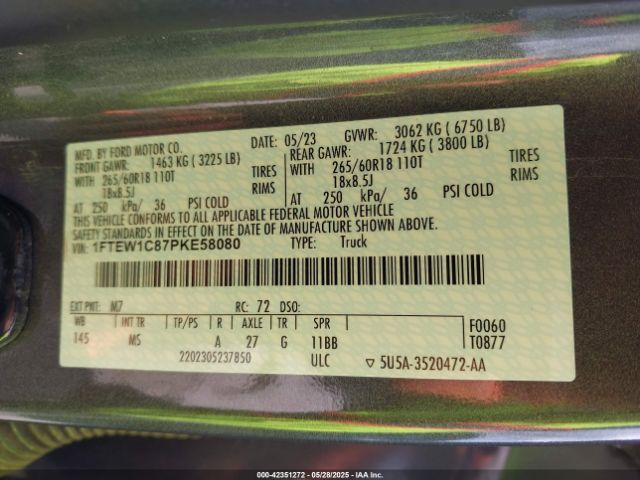 MFD. BY FORD MOTOR CO. DATE: 05/23 GVWR: 3062 KG ( 6750 LB)
FRONT GAWR: 1463 KG ( 3225 LB) REAR GAWR: 1724 KG ( 3800 LB)
WITH 265/60R18 110T TIRES WITH 265/60R18 110T TIRES
18x8.5J RIMS 18x8.5J RIMS
AT 250 kPa/ 36 PSI COLD AT 250 kPa/ 36 PSI COLD
THIS VEHICLE CONFORMS TO ALL APPLICABLE FEDERAL MOTOR VEHICLE
SAFETY STANDARDS IN EFFECT ON THE DATE OF MANUFACTURE SHOWN ABOVE.
VIN: 1FTEW1C87PKE58080 TYPE: Truck
EXT PNT: M7 RC: 72 DSO:
WB INT TR TP/PS R AXLE TR SPR F0060
145 MS A 27 G 11BB T0877
2202305237850 ULC ▽ 5U5A-3520472-AA
000-42351272 — 05/28/2025 — IAA Inc.